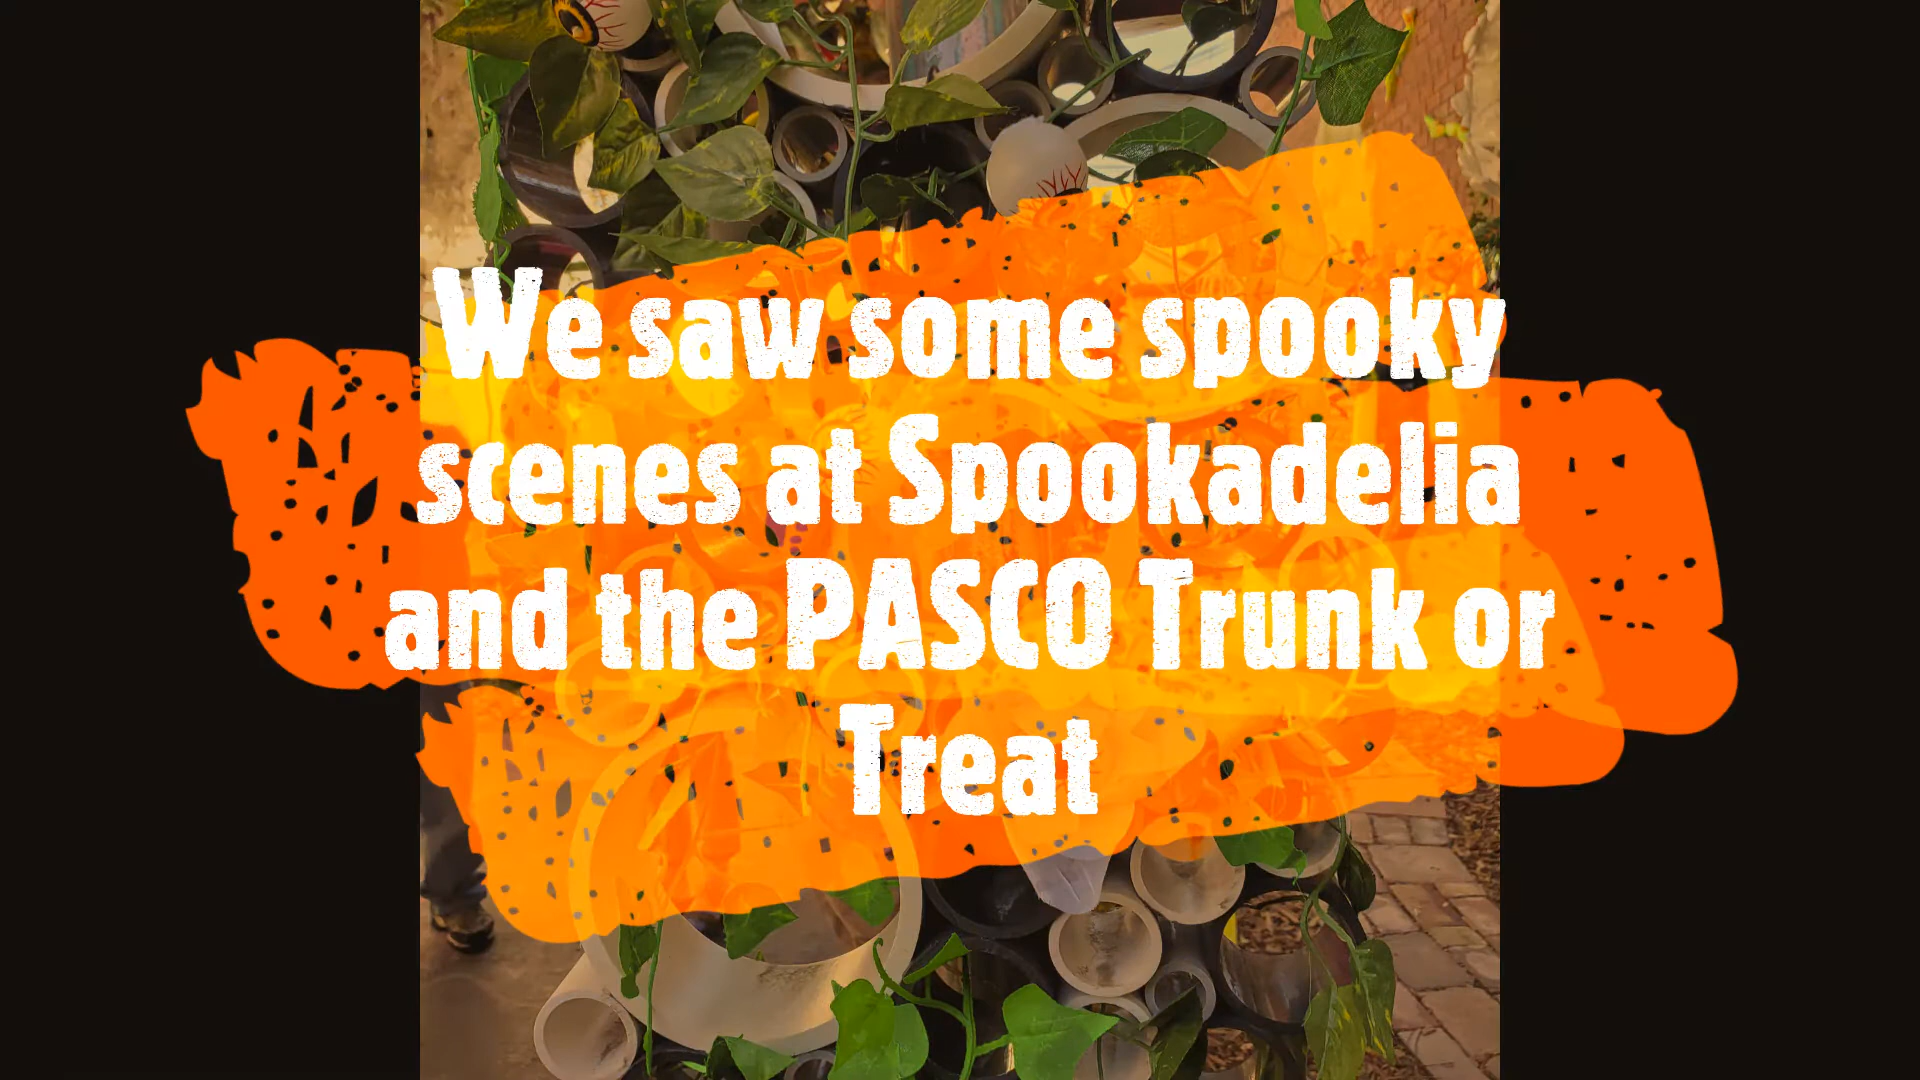 We saw some spooky
scenes at Spookadelia
and the PASCO Trunk or
Treat